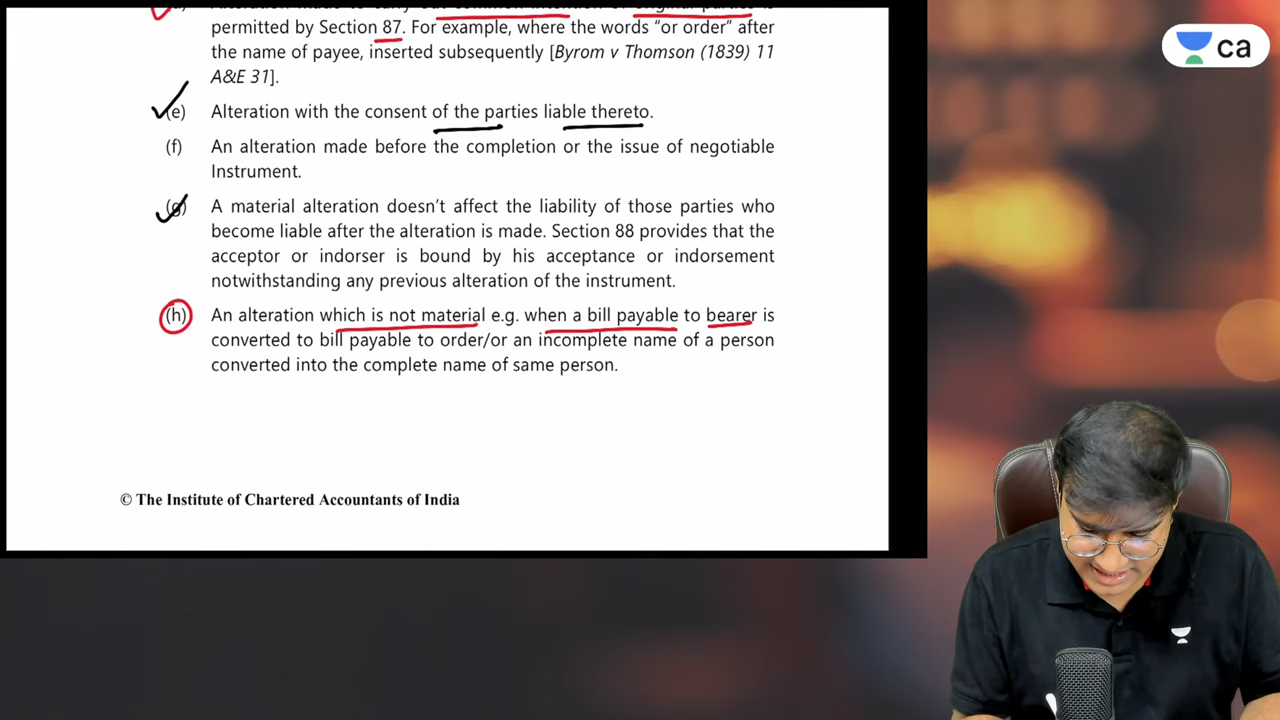 permitted by Section 87. For example, where the words “or order” after
the name of payee, inserted subsequently [Byrom v Thomson (1839) 11
A&E 31].
(e) Alteration with the consent of the parties liable thereto.
(f) An alteration made before the completion or the issue of negotiable
Instrument.
(g) A material alteration doesn’t affect the liability of those parties who
become liable after the alteration is made. Section 88 provides that the
acceptor or indorser is bound by his acceptance or indorsement
notwithstanding any previous alteration of the instrument.
(h) An alteration which is not material e.g. when a bill payable to bearer is
converted to bill payable to order/or an incomplete name of a person
converted into the complete name of same person.
© The Institute of Chartered Accountants of India
ca